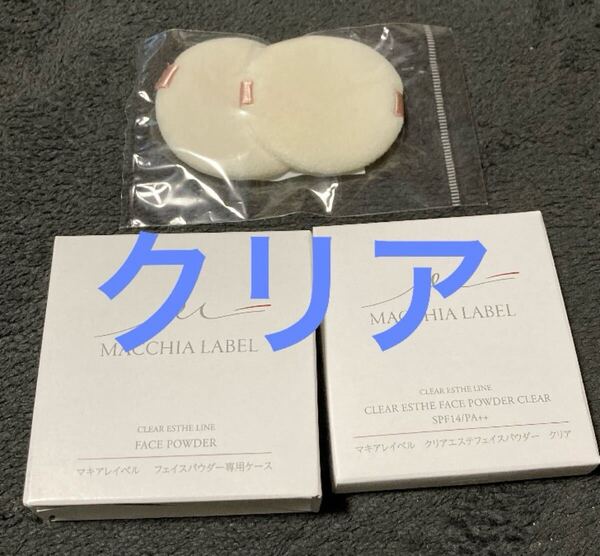 クリア
MACCHIA LABEL
CLEAR ESTHE LINE
FACE POWDER
マキアレイベル フェイスパウダー専用ケース
MACCHIA LABEL
CLEAR ESTHE LINE
CLEAR ESTHE FACE POWDER CLEAR
SPF14/PA++
マキアレイベル クリアエステフェイスパウダー クリア